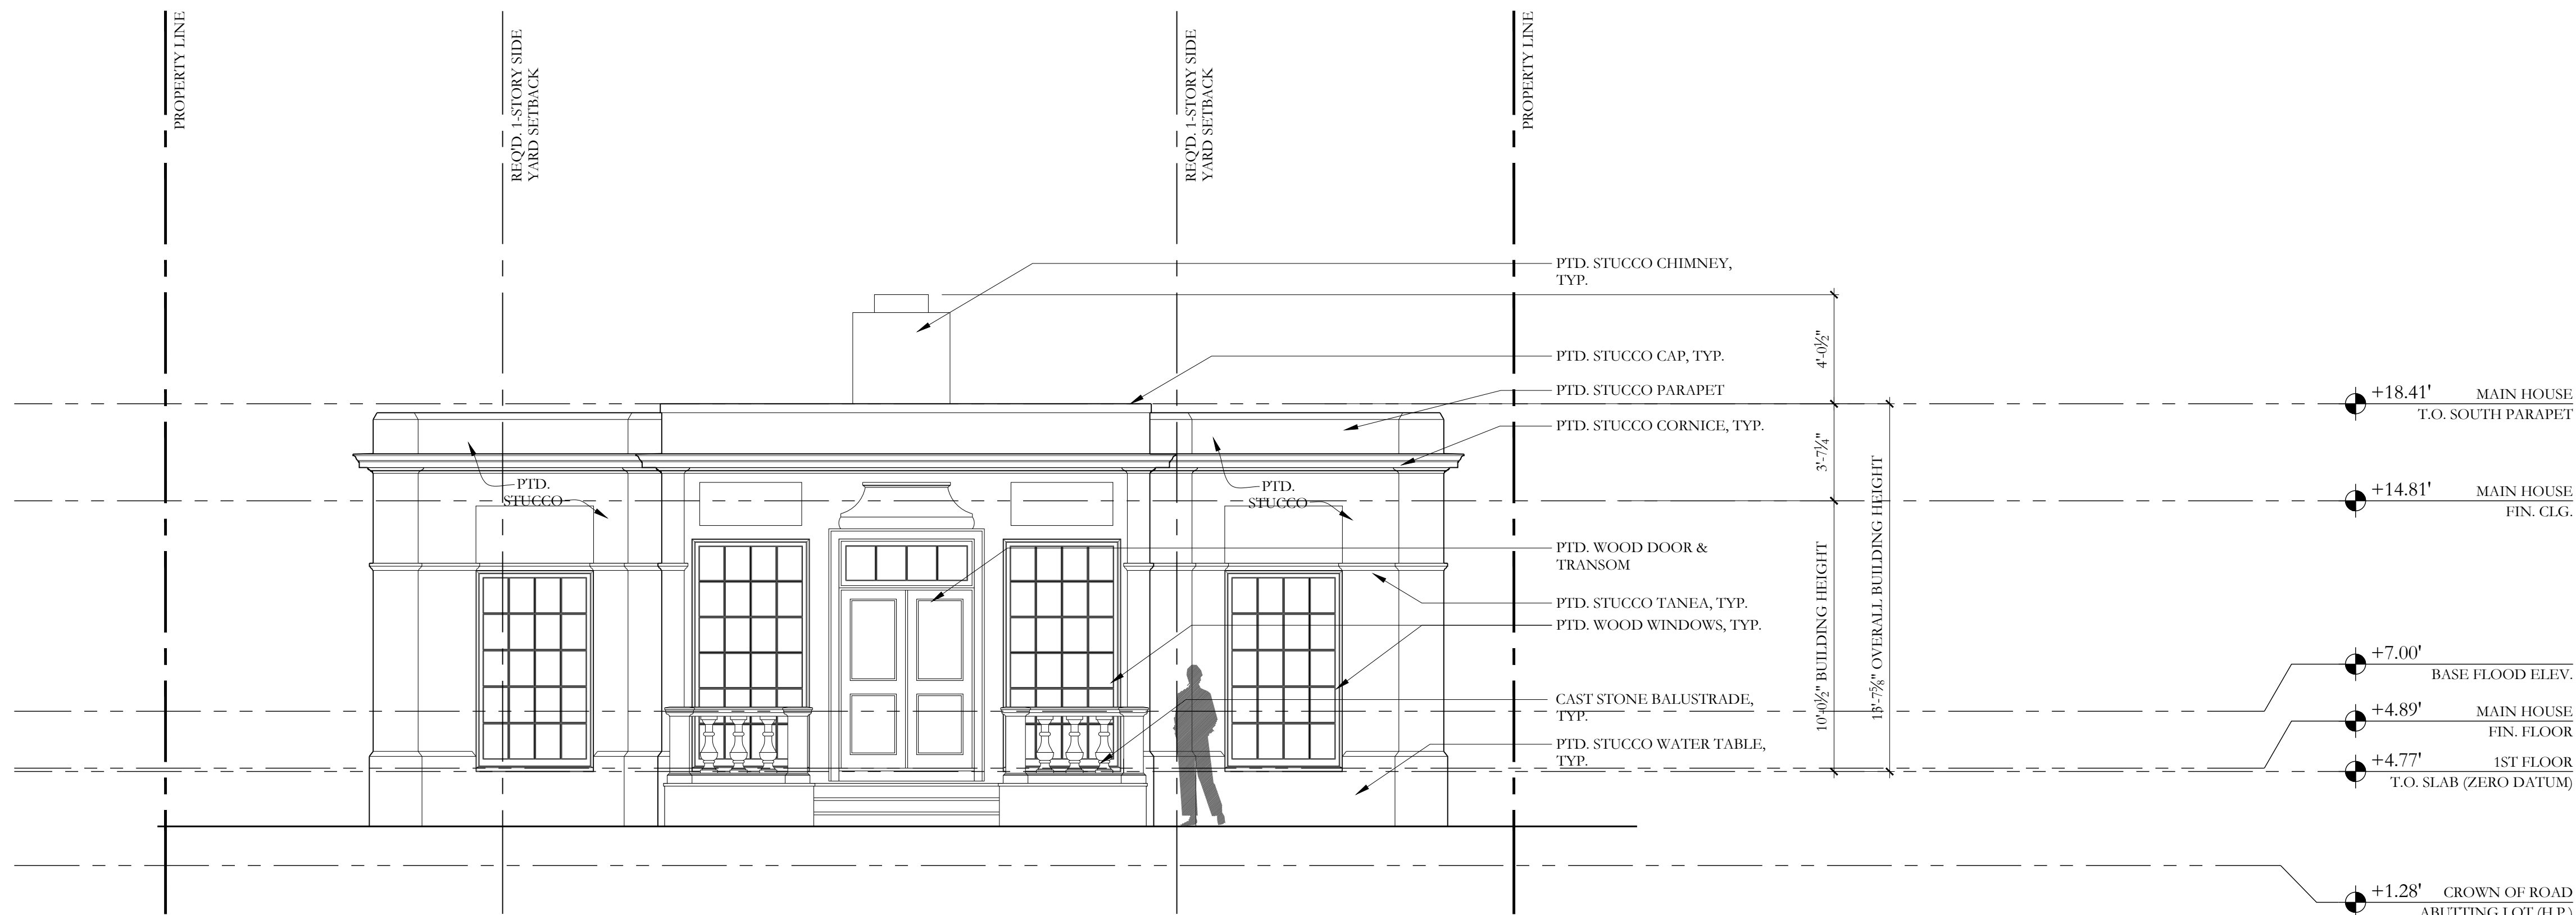 PROPERTY LINE
REQ'D. 1-STORY SIDE
YARD SETBACK
REQ'D. 1-STORY SIDE
YARD SETBACK
PROPERTY LINE
PTD. STUCCO CHIMNEY,
TYP.
PTD. STUCCO CAP, TYP.
PTD. STUCCO PARAPET
PTD. STUCCO CORNICE, TYP.
PTD.
STUCCO
PTD.
STUCCO
PTD. WOOD DOOR &
TRANSOM
PTD. STUCCO TANEA, TYP.
PTD. WOOD WINDOWS, TYP.
CAST STONE BALUSTRADE,
TYP.
PTD. STUCCO WATER TABLE,
TYP.
4'-0½"
3'-7¼"
10'-0½" BUILDING HEIGHT
13'-7⅝" OVERALL BUILDING HEIGHT
+18.41' MAIN HOUSE
T.O. SOUTH PARAPET
+14.81' MAIN HOUSE
FIN. CLG.
+7.00'
BASE FLOOD ELEV.
+4.89' MAIN HOUSE
FIN. FLOOR
+4.77' 1ST FLOOR
T.O. SLAB (ZERO DATUM)
+1.28' CROWN OF ROAD
ABUTTING LOT (H.P.)